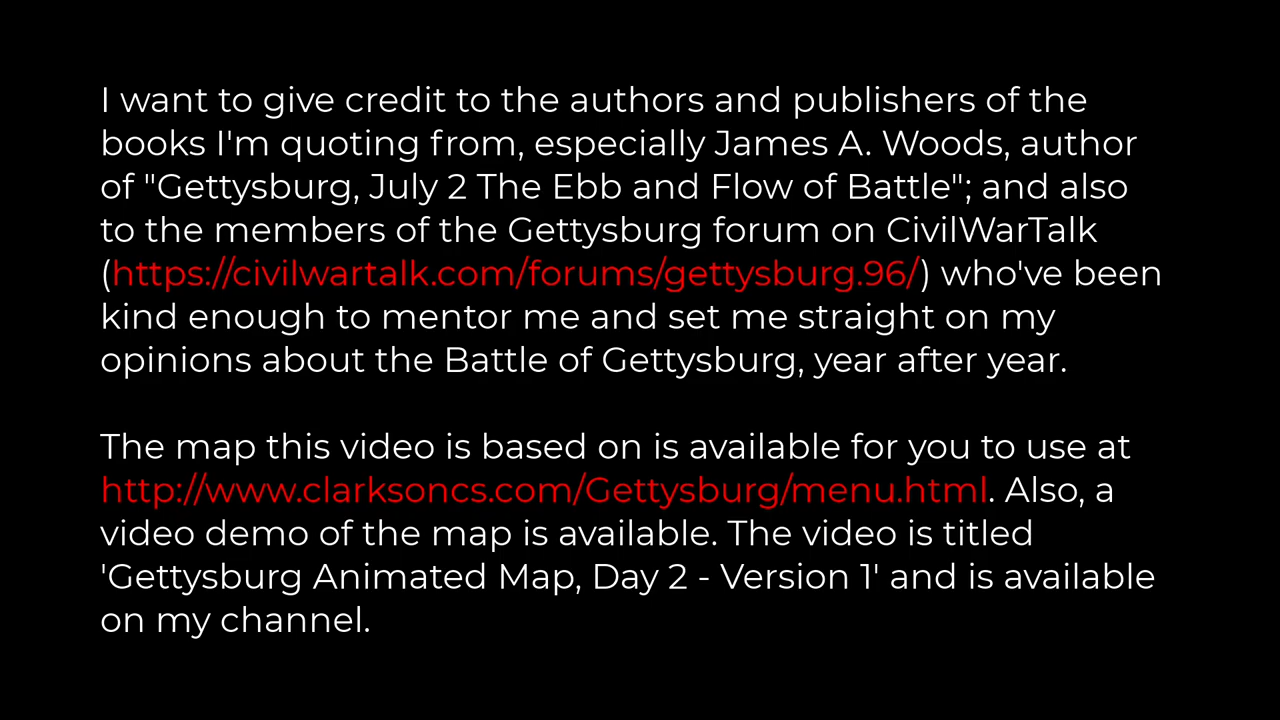 I want to give credit to the authors and publishers of the
books I'm quoting from, especially James A. Woods, author
of "Gettysburg, July 2 The Ebb and Flow of Battle"; and also
to the members of the Gettysburg forum on CivilWarTalk
(https://civilwartalk.com/forums/gettysburg.96/) who've been
kind enough to mentor me and set me straight on my
opinions about the Battle of Gettysburg, year after year.
The map this video is based on is available for you to use at
http://www.clarksoncs.com/Gettysburg/menu.html. Also, a
video demo of the map is available. The video is titled
'Gettysburg Animated Map, Day 2 - Version 1' and is available
on my channel.